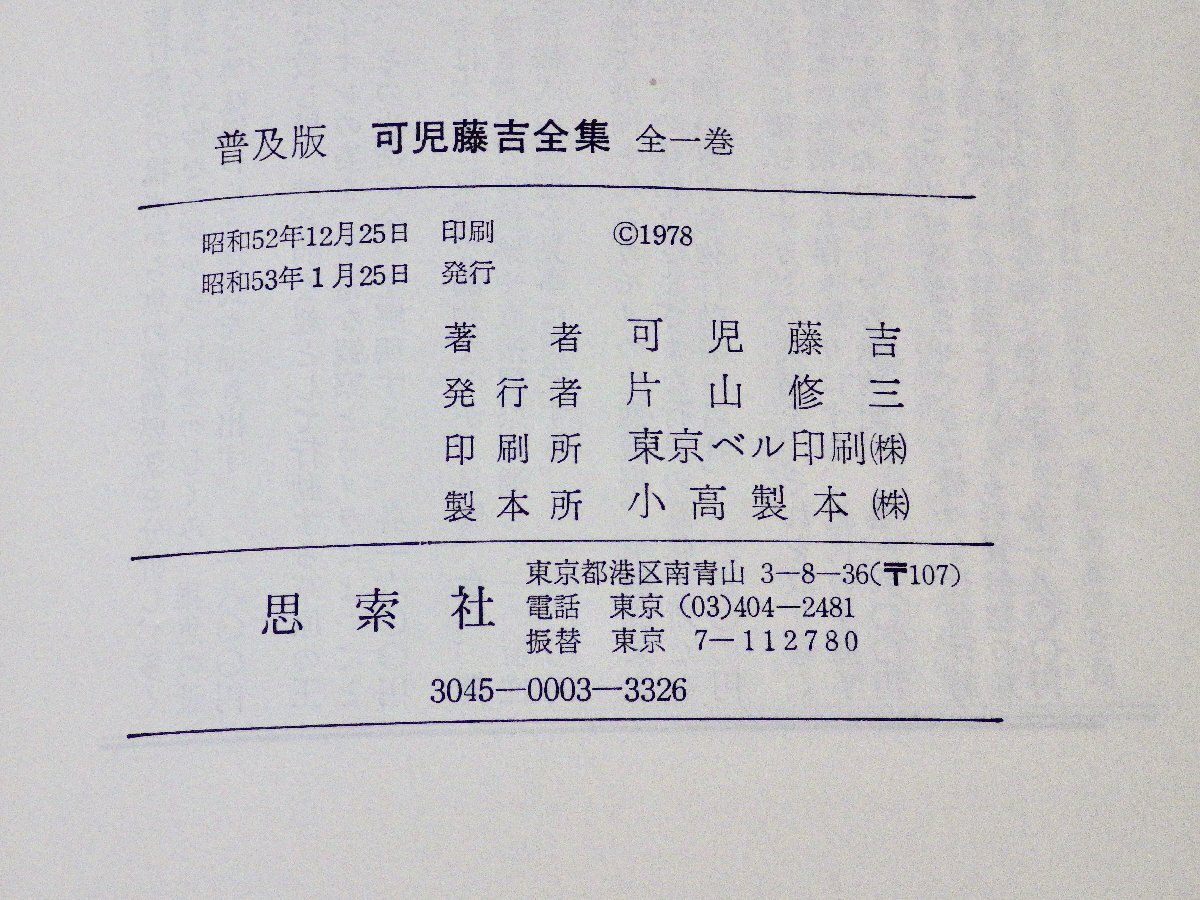 普及版 可児藤吉全集 全一巻
昭和52年12月25日 印刷 ©1978
昭和53年1月25日 発行
著者 可児藤吉
発行者 片山修三
印刷所 東京ベル印刷㈱
製本所 小高製本㈱
思索社
東京都港区南青山 3—8—36(〒107)
電話 東京 (03)404—2481
振替 東京 7—112780
3045—0003—3326